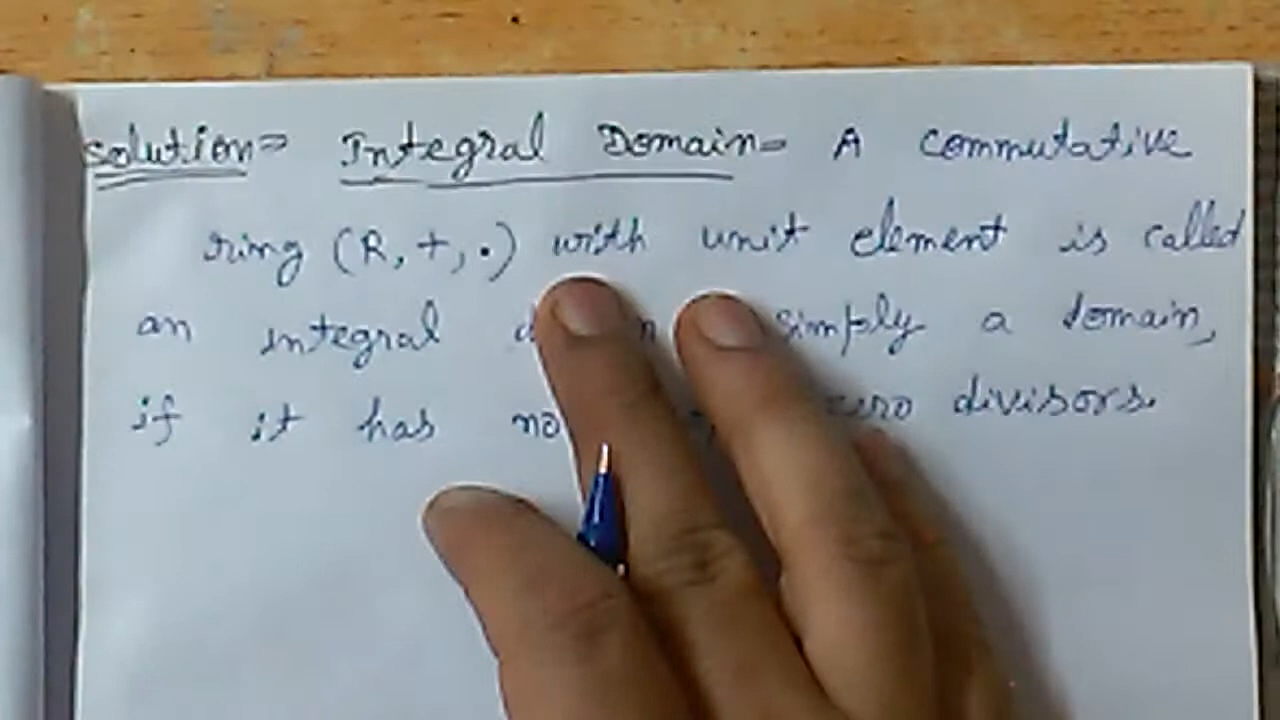 Solution= Integral Domain= A commutative
ring (R, +, .) with unit element is called
an integral simply a domain,
if it has no zero divisors.